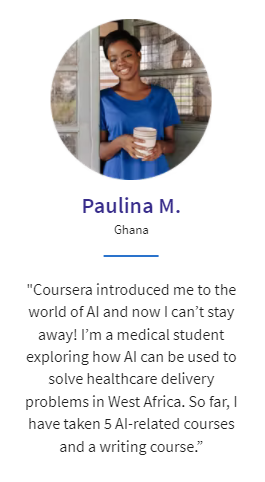 Paulina M.
Ghana
"Coursera introduced me to the
world of AI and now I can’t stay
away! I’m a medical student
exploring how AI can be used to
solve healthcare delivery
problems in West Africa. So far, I
have taken 5 AI-related courses
and a writing course.”